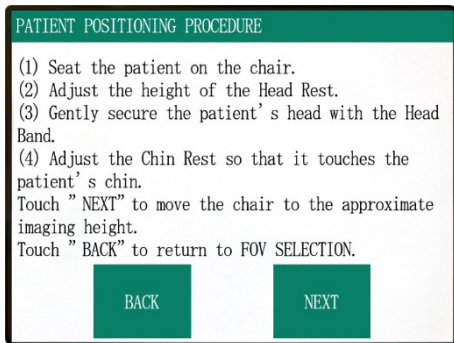 PATIENT POSITIONING PROCEDURE
(1) Seat the patient on the chair.
(2) Adjust the height of the Head Rest.
(3) Gently secure the patient's head with the Head
Band.
(4) Adjust the Chin Rest so that it touches the
patient's chin.
Touch "NEXT" to move the chair to the approximate
imaging height.
Touch "BACK" to return to FOV SELECTION.
BACK NEXT